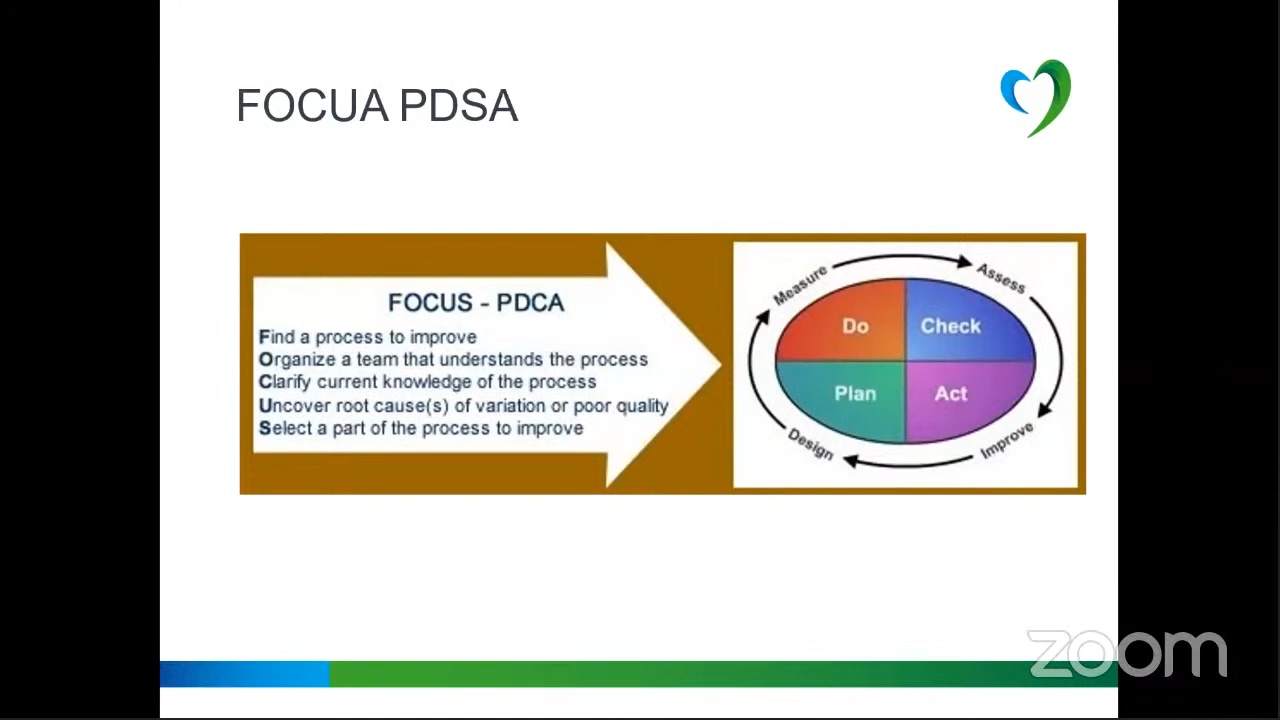 FOCUA PDSA
FOCUS - PDCA
Find a process to improve
Organize a team that understands the process
Clarify current knowledge of the process
Uncover root cause(s) of variation or poor quality
Select a part of the process to improve
Measure
Assess
Do
Check
Plan
Act
Design
Improve
zoom